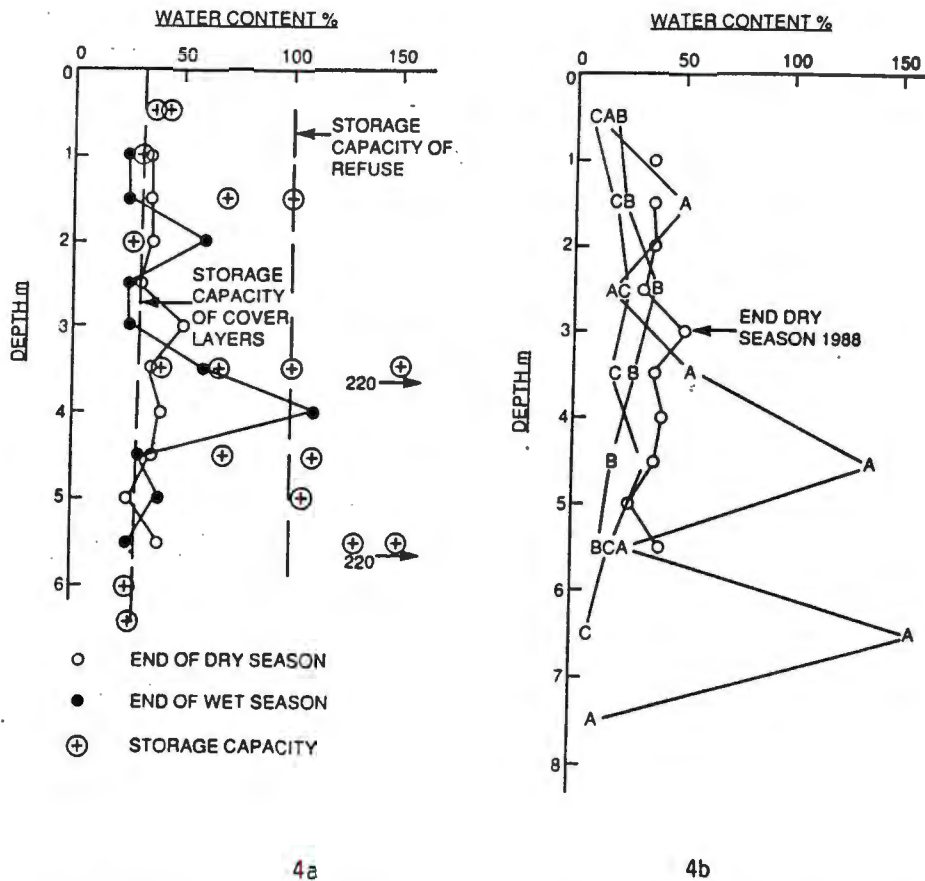 WATER CONTENT %
0 50 100 150
0
1
2
3
4
5
6
DEPTH m
STORAGE
CAPACITY OF
REFUSE
STORAGE
CAPACITY
OF COVER
LAYERS
220
220
END OF DRY SEASON
END OF WET SEASON
STORAGE CAPACITY
4a
WATER CONTENT %
0 50 100 150
0
1
2
3
4
5
6
7
8
DEPTH m
CAB
CB A
AC B
END DRY
SEASON 1988
C B A
B A
BCA
C A
A
4b